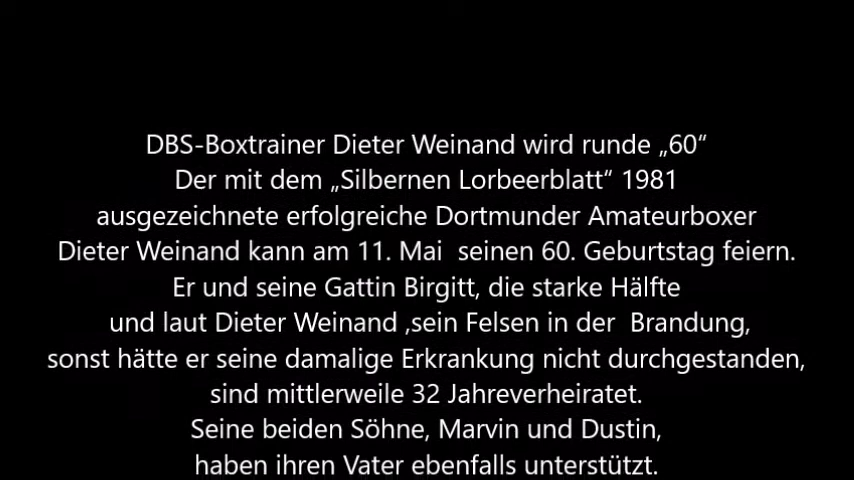 DBS-Boxtrainer Dieter Weinand wird runde „60“
Der mit dem „Silbernen Lorbeerblatt“ 1981
ausgezeichnete erfolgreiche Dortmunder Amateurboxer
Dieter Weinand kann am 11. Mai  seinen 60. Geburtstag feiern.
Er und seine Gattin Birgitt, die starke Hälfte
und laut Dieter Weinand ,sein Felsen in der  Brandung,
sonst hätte er seine damalige Erkrankung nicht durchgestanden,
sind mittlerweile 32 Jahreverheiratet.
Seine beiden Söhne, Marvin und Dustin,
haben ihren Vater ebenfalls unterstützt.